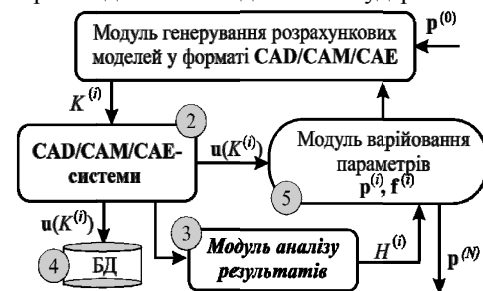 Модуль генерування розрахункових
моделей у форматі CAD/CAM/CAE
p(0)
K(i)
2
CAD/CAM/CAE-
системи
u(K(i))
Модуль варіювання
параметрів
p(i), f(i)
5
u(K(i))
3
Модуль аналізу
результатів
H(i)
4
БД
p(N)